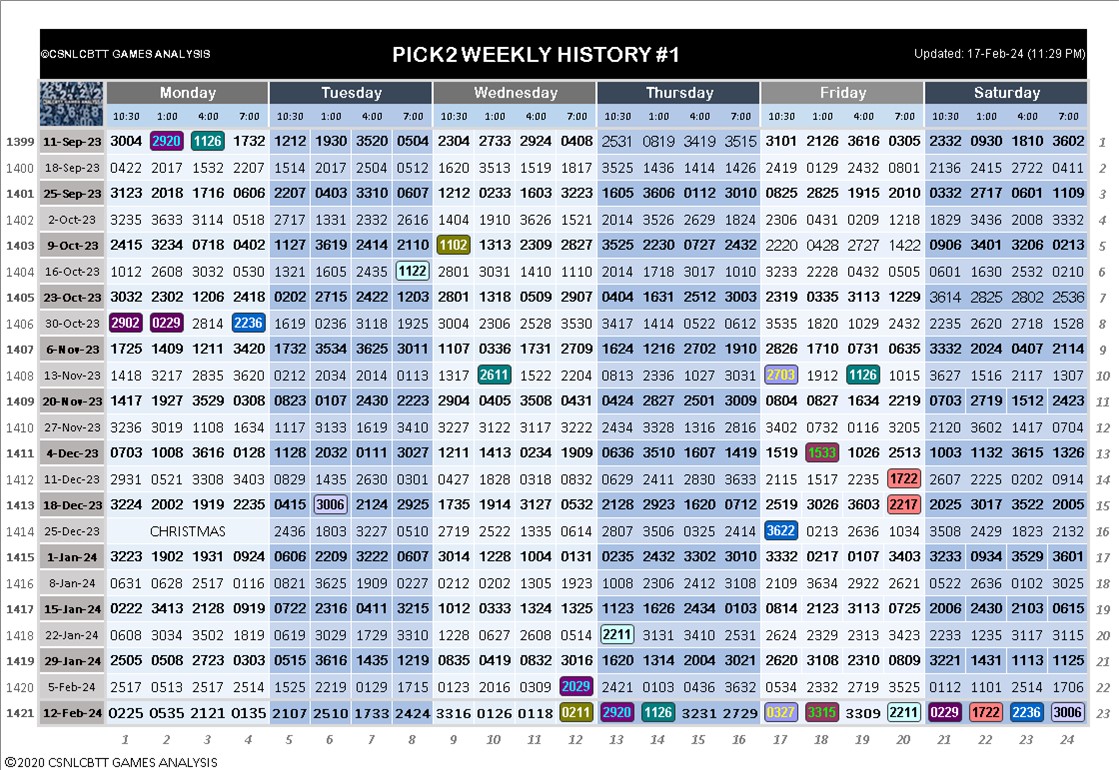 ©CSNLCBTT GAMES ANALYSIS PICK2 WEEKLY HISTORY #1 Updated: 17-Feb-24 (11:29 PM)
Monday Tuesday Wednesday Thursday Friday Saturday
10:30 1:00 4:00 7:00 10:30 1:00 4:00 7:00 10:30 1:00 4:00 7:00 10:30 1:00 4:00 7:00 10:30 1:00 4:00 7:00 10:30 1:00 4:00 7:00
1399 11-Sep-23 3004 2920 1126 1732 1212 1930 3520 0504 2304 2733 2924 0408 2531 0819 3419 3515 3101 2126 3616 0305 2332 0930 1810 3602 1
1400 18-Sep-23 0422 2017 1532 2207 1514 2017 2504 0512 1620 3513 1519 1817 3525 1436 1414 1426 2419 0129 2432 0801 2136 2415 2722 0411 2
1401 25-Sep-23 3123 2018 1716 0606 2207 0403 3310 0607 1212 0233 1603 3223 1605 3606 0112 3010 0825 2825 1915 2010 0332 2717 0601 1109 3
1402 2-Oct-23 3235 3633 3114 0518 2717 1331 2332 2616 1404 1910 3626 1521 2014 3526 2629 1824 2306 0431 0209 1218 1829 3436 2008 3332 4
1403 9-Oct-23 2415 3234 0718 0402 1127 3619 2414 2110 1102 1313 2309 2827 3525 2230 0727 2432 2220 0428 2727 1422 0906 3401 3206 0213 5
1404 16-Oct-23 1012 2608 3032 0530 1321 1605 2435 1122 2801 3031 1410 1110 2014 1718 3017 1010 3233 2228 0432 0505 0601 1630 2532 0210 6
1405 23-Oct-23 3032 2302 1206 2418 0202 2715 2422 1203 2801 1318 0509 2907 0404 1631 2512 3003 2319 0335 3113 1229 3614 2825 2802 2536 7
1406 30-Oct-23 2902 0229 2814 2236 1619 0236 3118 1925 3004 2306 2528 3530 3417 1414 0522 0612 3535 1820 1029 2432 2235 2620 2718 1528 8
1407 6-Nov-23 1725 1409 1211 3420 1732 3534 3625 3011 1107 0336 1731 2709 1624 1216 2702 1910 2826 1710 0731 0635 3332 2024 0407 2114 9
1408 13-Nov-23 1418 3217 2835 3620 0212 2034 2014 0113 1317 2611 1522 2204 0813 2336 1027 3031 2703 1912 1126 1015 3627 1516 2117 1307 10
1409 20-Nov-23 1417 1927 3529 0308 0823 0107 2430 2223 2904 0405 3508 0431 0424 2827 2501 3009 0804 0827 1634 2219 0703 2719 1512 2423 11
1410 27-Nov-23 3236 3019 1108 1634 1117 3133 1619 3410 3227 3122 3117 3222 2434 3328 1316 2816 3402 0732 0116 3205 2120 3602 1417 0704 12
1411 4-Dec-23 0703 1008 3616 0128 1128 2032 0111 3027 1211 1413 0234 1909 0636 3510 1607 1419 1519 1533 1026 2513 1003 1132 3615 1326 13
1412 11-Dec-23 2931 0521 3308 3403 0829 1435 2630 0301 0427 1828 0318 0832 0629 2411 2830 3633 2115 1517 2235 1722 2607 2225 0202 0914 14
1413 18-Dec-23 3224 2002 1919 2235 0415 3006 2124 2925 1735 1914 3127 0532 2128 2923 1620 0712 2519 3026 3603 2217 2025 3017 3522 2005 15
1414 25-Dec-23 CHRISTMAS 2436 1803 3227 0510 2719 2522 1335 0614 2807 3506 0325 2414 3622 0213 2636 1034 3508 2429 1823 2132 16
1415 1-Jan-24 3223 1902 1931 0924 0606 2209 3222 0607 3014 1228 1004 0131 0235 2432 3302 3010 3332 0217 0107 3403 3233 0934 3529 3601 17
1416 8-Jan-24 0631 0628 2517 0116 0821 3625 1909 0227 0212 0202 1305 1923 1008 2306 2412 3108 2109 3634 2922 2621 0522 2636 0102 3025 18
1417 15-Jan-24 0222 3413 2128 0919 0722 2316 0411 3215 1012 0333 1324 1325 1123 1626 2434 0103 0814 2123 3113 0725 2006 2430 2103 0615 19
1418 22-Jan-24 0608 3034 3502 1819 0619 3029 1729 3310 1228 0627 2608 0514 2211 3131 3410 2531 2624 2329 2313 3423 2233 1235 3117 3115 20
1419 29-Jan-24 2505 0508 2723 0303 0515 3616 1435 1219 0835 0419 0832 3016 1620 1314 2004 3021 2620 3108 2310 0809 3221 1431 1113 1125 21
1420 5-Feb-24 2517 0513 2517 2514 1525 2219 0129 1715 0123 2016 0309 2029 2421 0103 0436 3632 0534 2332 2719 3525 0112 1101 2514 1706 22
1421 12-Feb-24 0225 0535 2121 0135 2107 2510 1733 2424 3316 0126 0118 0211 2920 1126 3231 2729 0327 3315 3309 2211 0229 1722 2236 3006 23
1 2 3 4 5 6 7 8 9 10 11 12 13 14 15 16 17 18 19 20 21 22 23 24
©2020 CSNLCBTT GAMES ANALYSIS